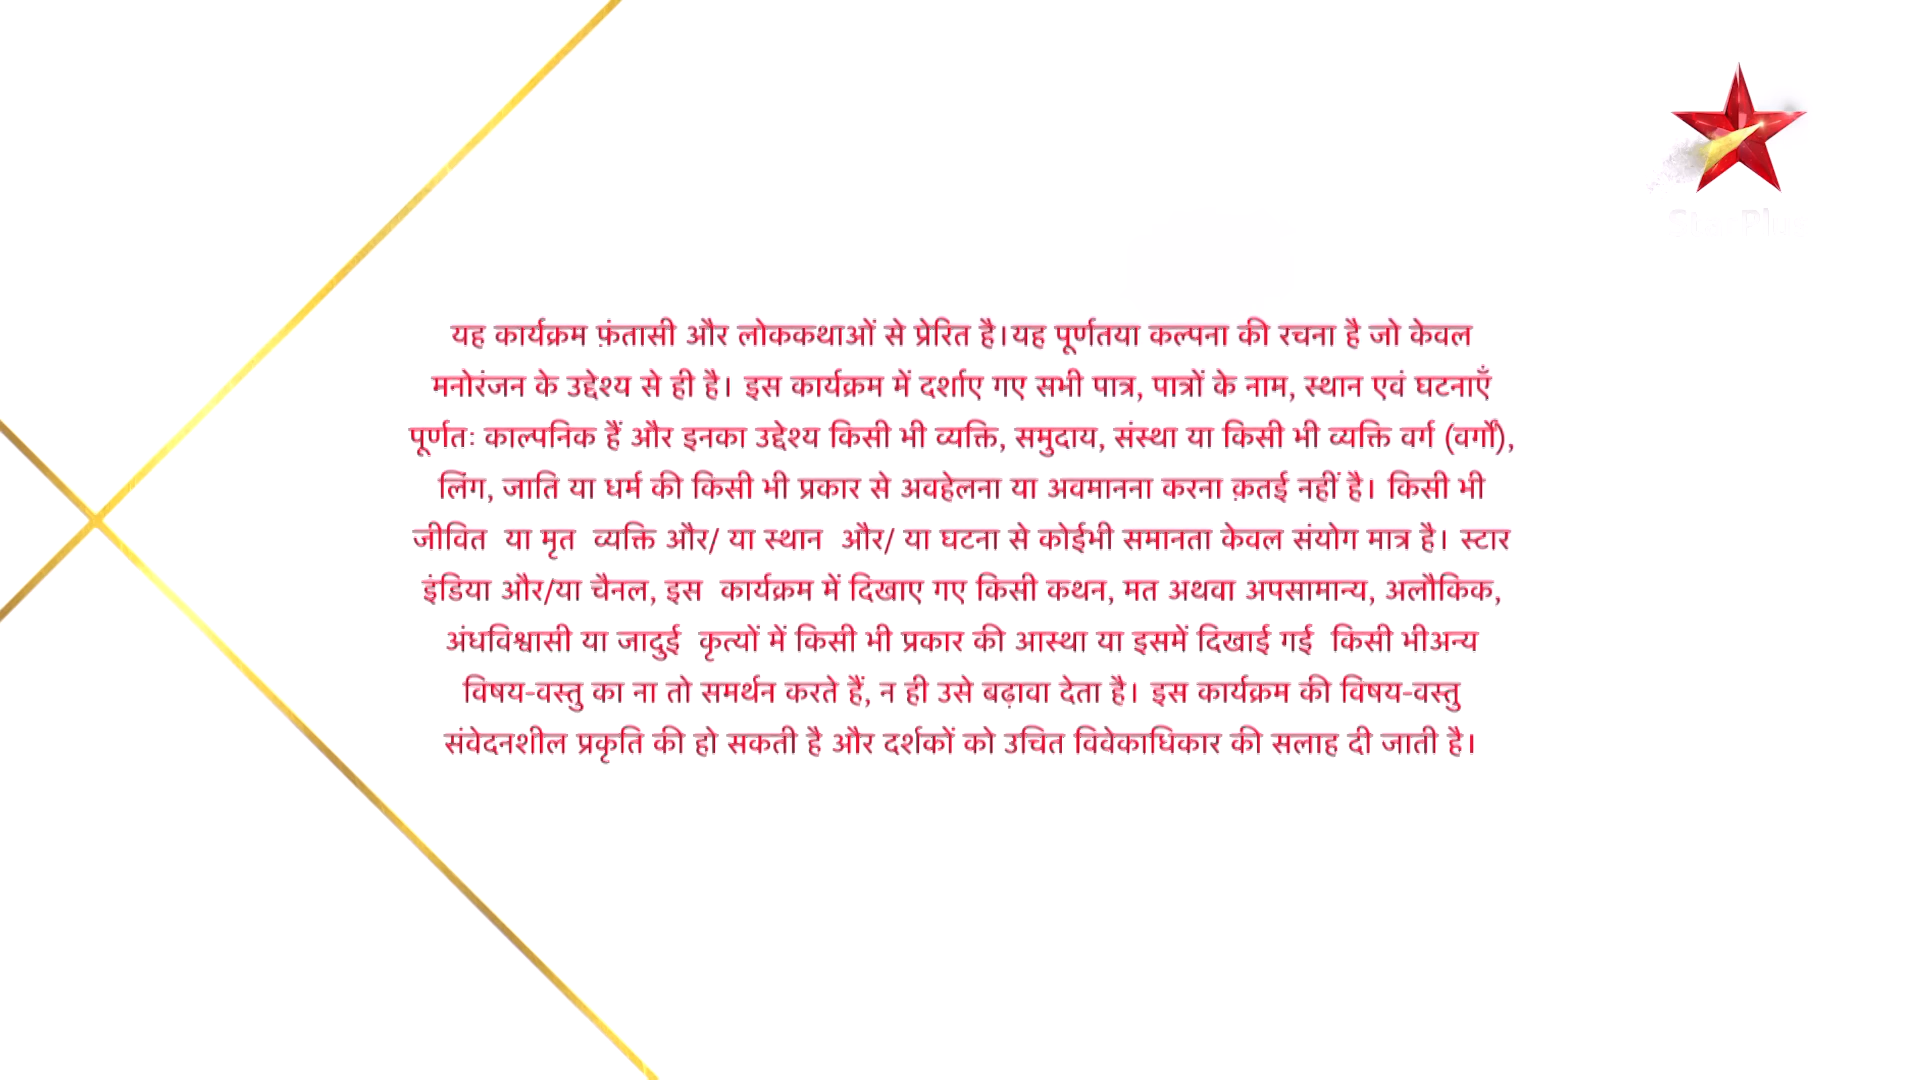 यह कार्यक्रम फ़ंतासी और लोककथाओं से प्रेरित है।यह पूर्णतया कल्पना की रचना है जो केवल
मनोरंजन के उद्देश्य से ही है। इस कार्यक्रम में दर्शाए गए सभी पात्र, पात्रों के नाम, स्थान एवं घटनाएँ
पूर्णतः काल्पनिक हैं और इनका उद्देश्य किसी भी व्यक्ति, समुदाय, संस्था या किसी भी व्यक्ति वर्ग (वर्गों),
लिंग, जाति या धर्म की किसी भी प्रकार से अवहेलना या अवमानना करना क़तई नहीं है। किसी भी
जीवित या मृत व्यक्ति और/ या स्थान और/ या घटना से कोईभी समानता केवल संयोग मात्र है। स्टार
इंडिया और/या चैनल, इस कार्यक्रम में दिखाए गए किसी कथन, मत अथवा अपसामान्य, अलौकिक,
अंधविश्वासी या जादुई कृत्यों में किसी भी प्रकार की आस्था या इसमें दिखाई गई किसी भीअन्य
विषय-वस्तु का ना तो समर्थन करते हैं, न ही उसे बढ़ावा देता है। इस कार्यक्रम की विषय-वस्तु
संवेदनशील प्रकृति की हो सकती है और दर्शकों को उचित विवेकाधिकार की सलाह दी जाती है।